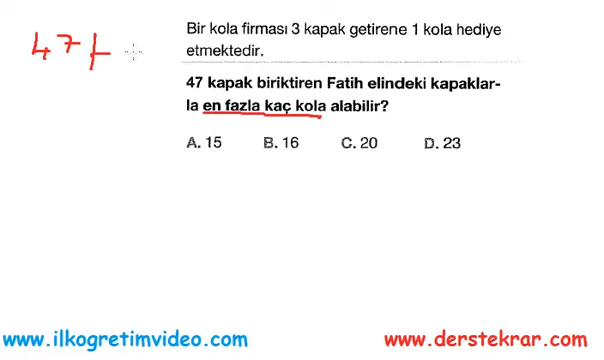 Bir kola firması 3 kapak getirene 1 kola hediye
etmektedir.
47
47 kapak biriktiren Fatih elindeki kapaklar-
la en fazla kaç kola alabilir?
A. 15 B. 16 C. 20 D. 23
www.ilkogretimvideo.com www.derstekrar.com